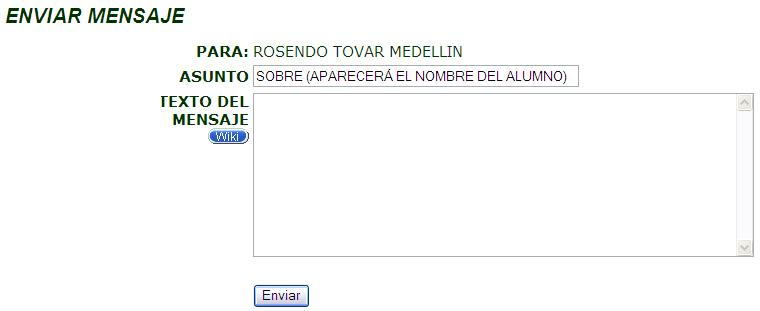 ENVIAR MENSAJE
PARA: ROSENDO TOVAR MEDELLIN
ASUNTO SOBRE (APARECERÁ EL NOMBRE DEL ALUMNO)
TEXTO DEL
MENSAJE
Wiki
Enviar